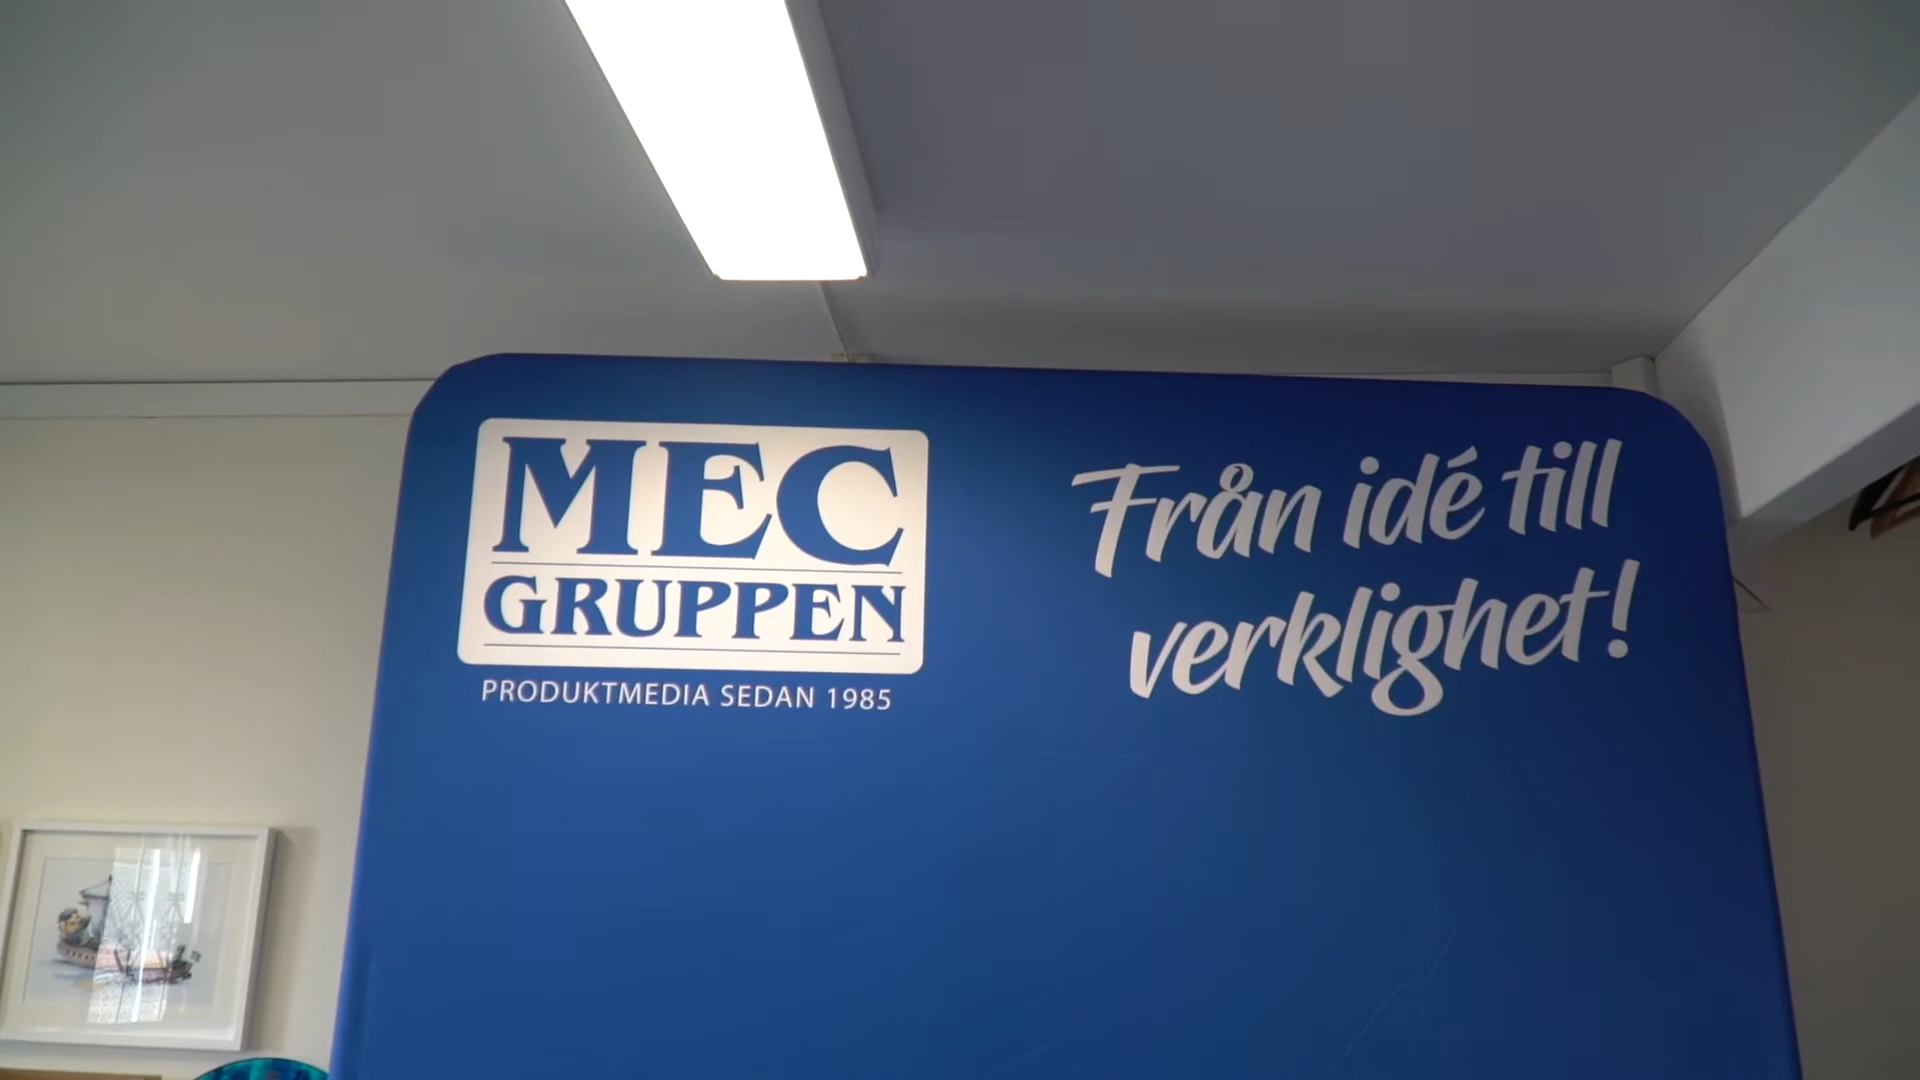 MEC
GRUPPEN
PRODUKTMEDIA SEDAN 1985
Från idé till
verklighet!